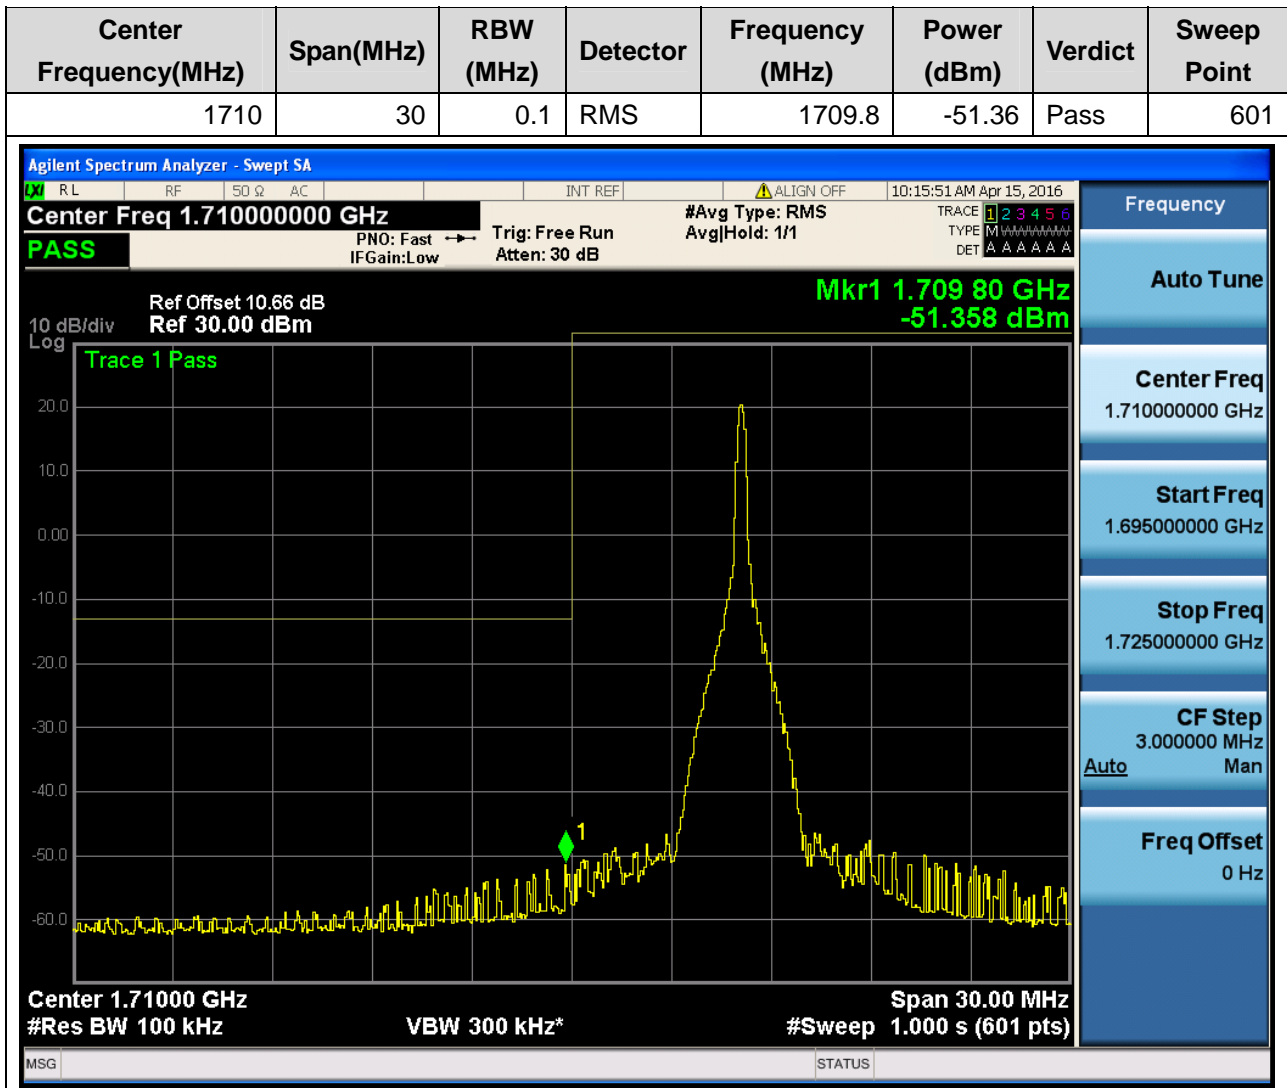 Center Frequency(MHz) Span(MHz) RBW (MHz) Detector Frequency (MHz) Power (dBm) Verdict Sweep Point
1710 30 0.1 RMS 1709.8 -51.36 Pass 601
Agilent Spectrum Analyzer - Swept SA
LXI RL RF 50 Ω AC INT REF ALIGN OFF 10:15:51 AM Apr 15, 2016
Center Freq 1.710000000 GHz
PASS
PNO: Fast
IFGain:Low
Trig: Free Run
Atten: 30 dB
#Avg Type: RMS
Avg|Hold: 1/1
TRACE 1 2 3 4 5 6
TYPE M WWWWW
DET A A A A A A
Frequency
Auto Tune
Center Freq
1.710000000 GHz
Start Freq
1.695000000 GHz
Stop Freq
1.725000000 GHz
CF Step
3.000000 MHz
Auto Man
Freq Offset
0 Hz
Mkr1 1.709 80 GHz
-51.358 dBm
Ref Offset 10.66 dB
10 dB/div Ref 30.00 dBm
Log
Trace 1 Pass
20.0
10.0
0.00
-10.0
-20.0
-30.0
-40.0
1
-50.0
-60.0
Center 1.71000 GHz Span 30.00 MHz
#Res BW 100 kHz VBW 300 kHz* #Sweep 1.000 s (601 pts)
MSG STATUS